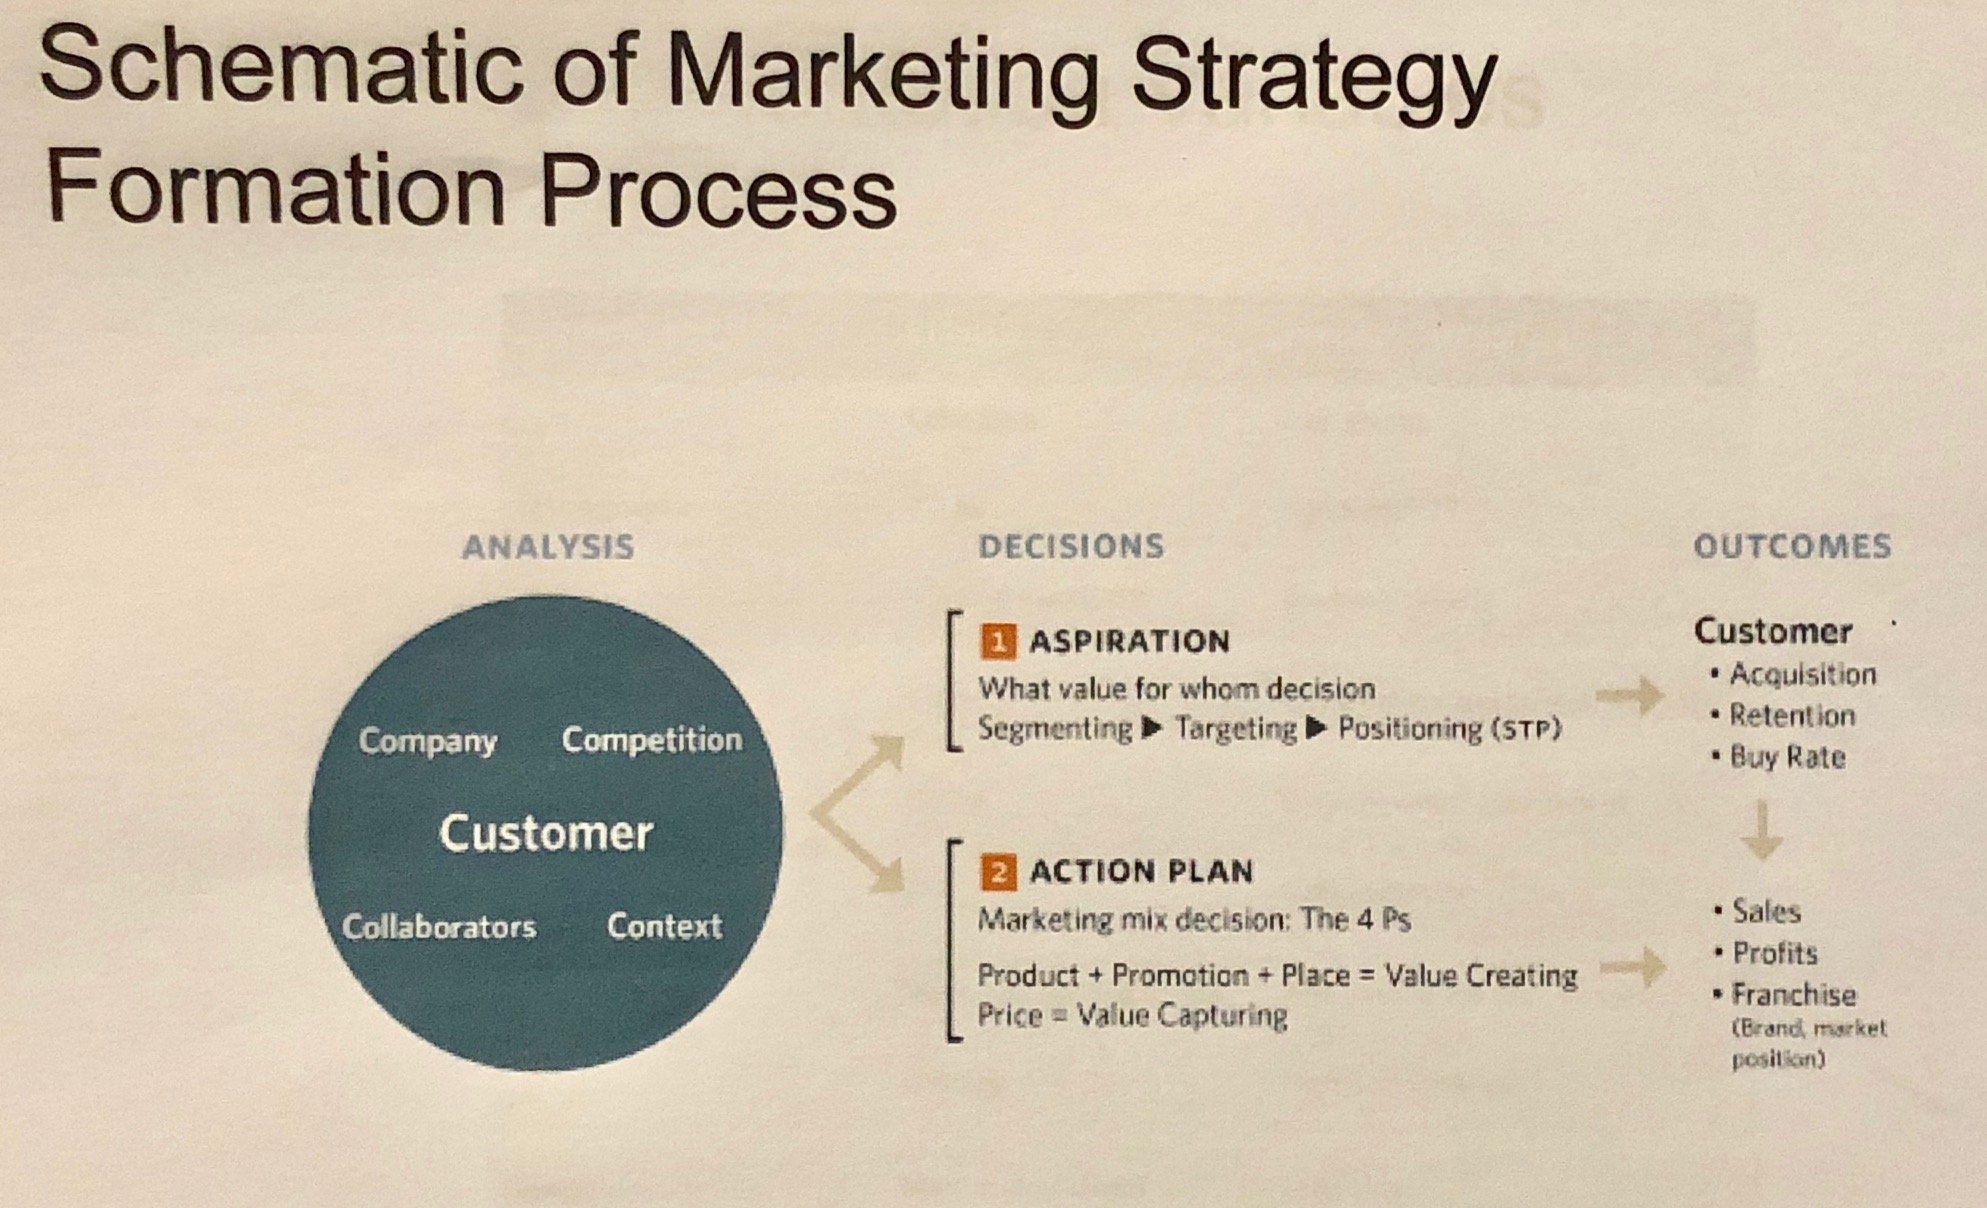 Schematic of Marketing Strategy
Formation Process
ANALYSIS
Company Competition
Customer
Collaborators Context
DECISIONS
1 ASPIRATION
What value for whom decision
Segmenting ▶ Targeting ▶ Positioning (STP)
2 ACTION PLAN
Marketing mix decision: The 4 Ps
Product + Promotion + Place = Value Creating
Price = Value Capturing
OUTCOMES
Customer
• Acquisition
• Retention
• Buy Rate
• Sales
• Profits
• Franchise
(Brand, market
position)